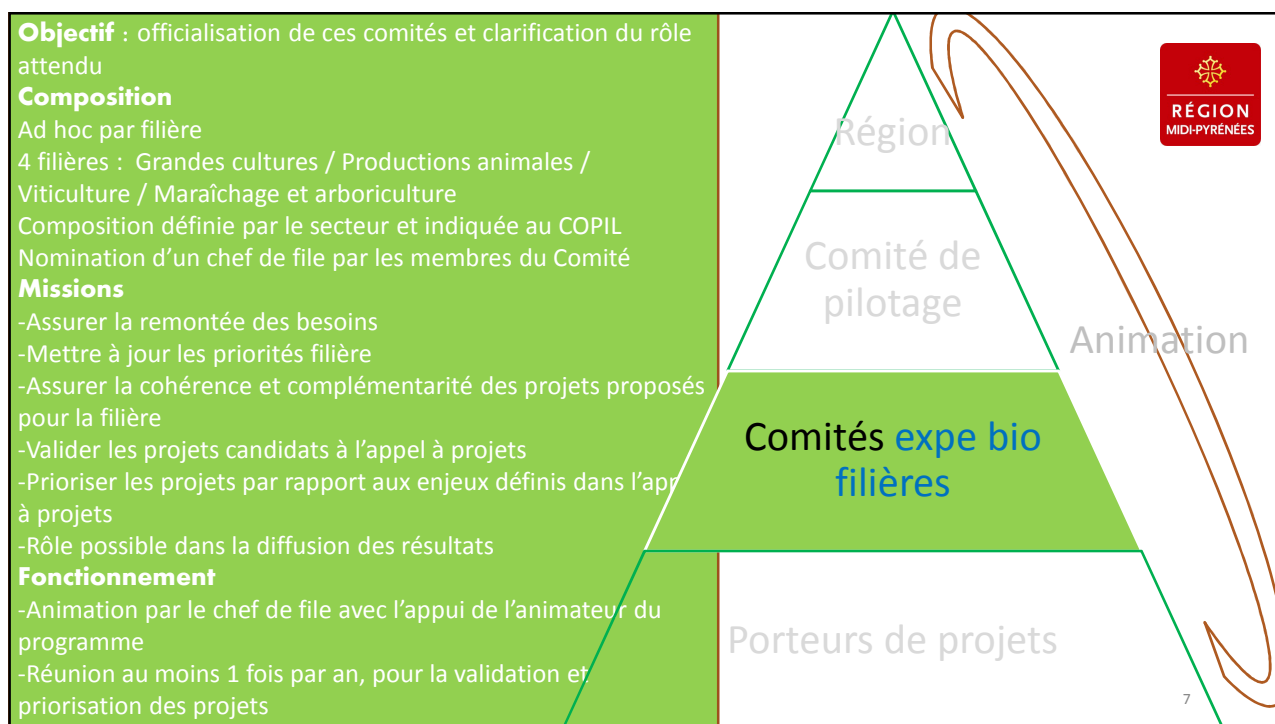 Objectif : officialisation de ces comités et clarification du rôle
attendu
Composition
Ad hoc par filière
4 filières : Grandes cultures / Productions animales /
Viticulture / Maraîchage et arboriculture
Composition définie par le secteur et indiquée au COPIL
Nomination d’un chef de file par les membres du Comité
Missions
-Assurer la remontée des besoins
-Mettre à jour les priorités filière
-Assurer la cohérence et complémentarité des projets proposés
pour la filière
-Valider les projets candidats à l’appel à projets
-Prioriser les projets par rapport aux enjeux définis dans
à projets
-Rôle possible dans la diffusion des résultats
Fonctionnement
-Animation par le chef de file avec l’appui de l’animateur du
programme
-Réunion au moins 1 fois par an, pour la validation et
priorisation des projets
Région
Comité de
pilotage
Comités expe bio
filières
Porteurs de projets
Animation
RÉGION
MIDI-PYRÉNÉES
7